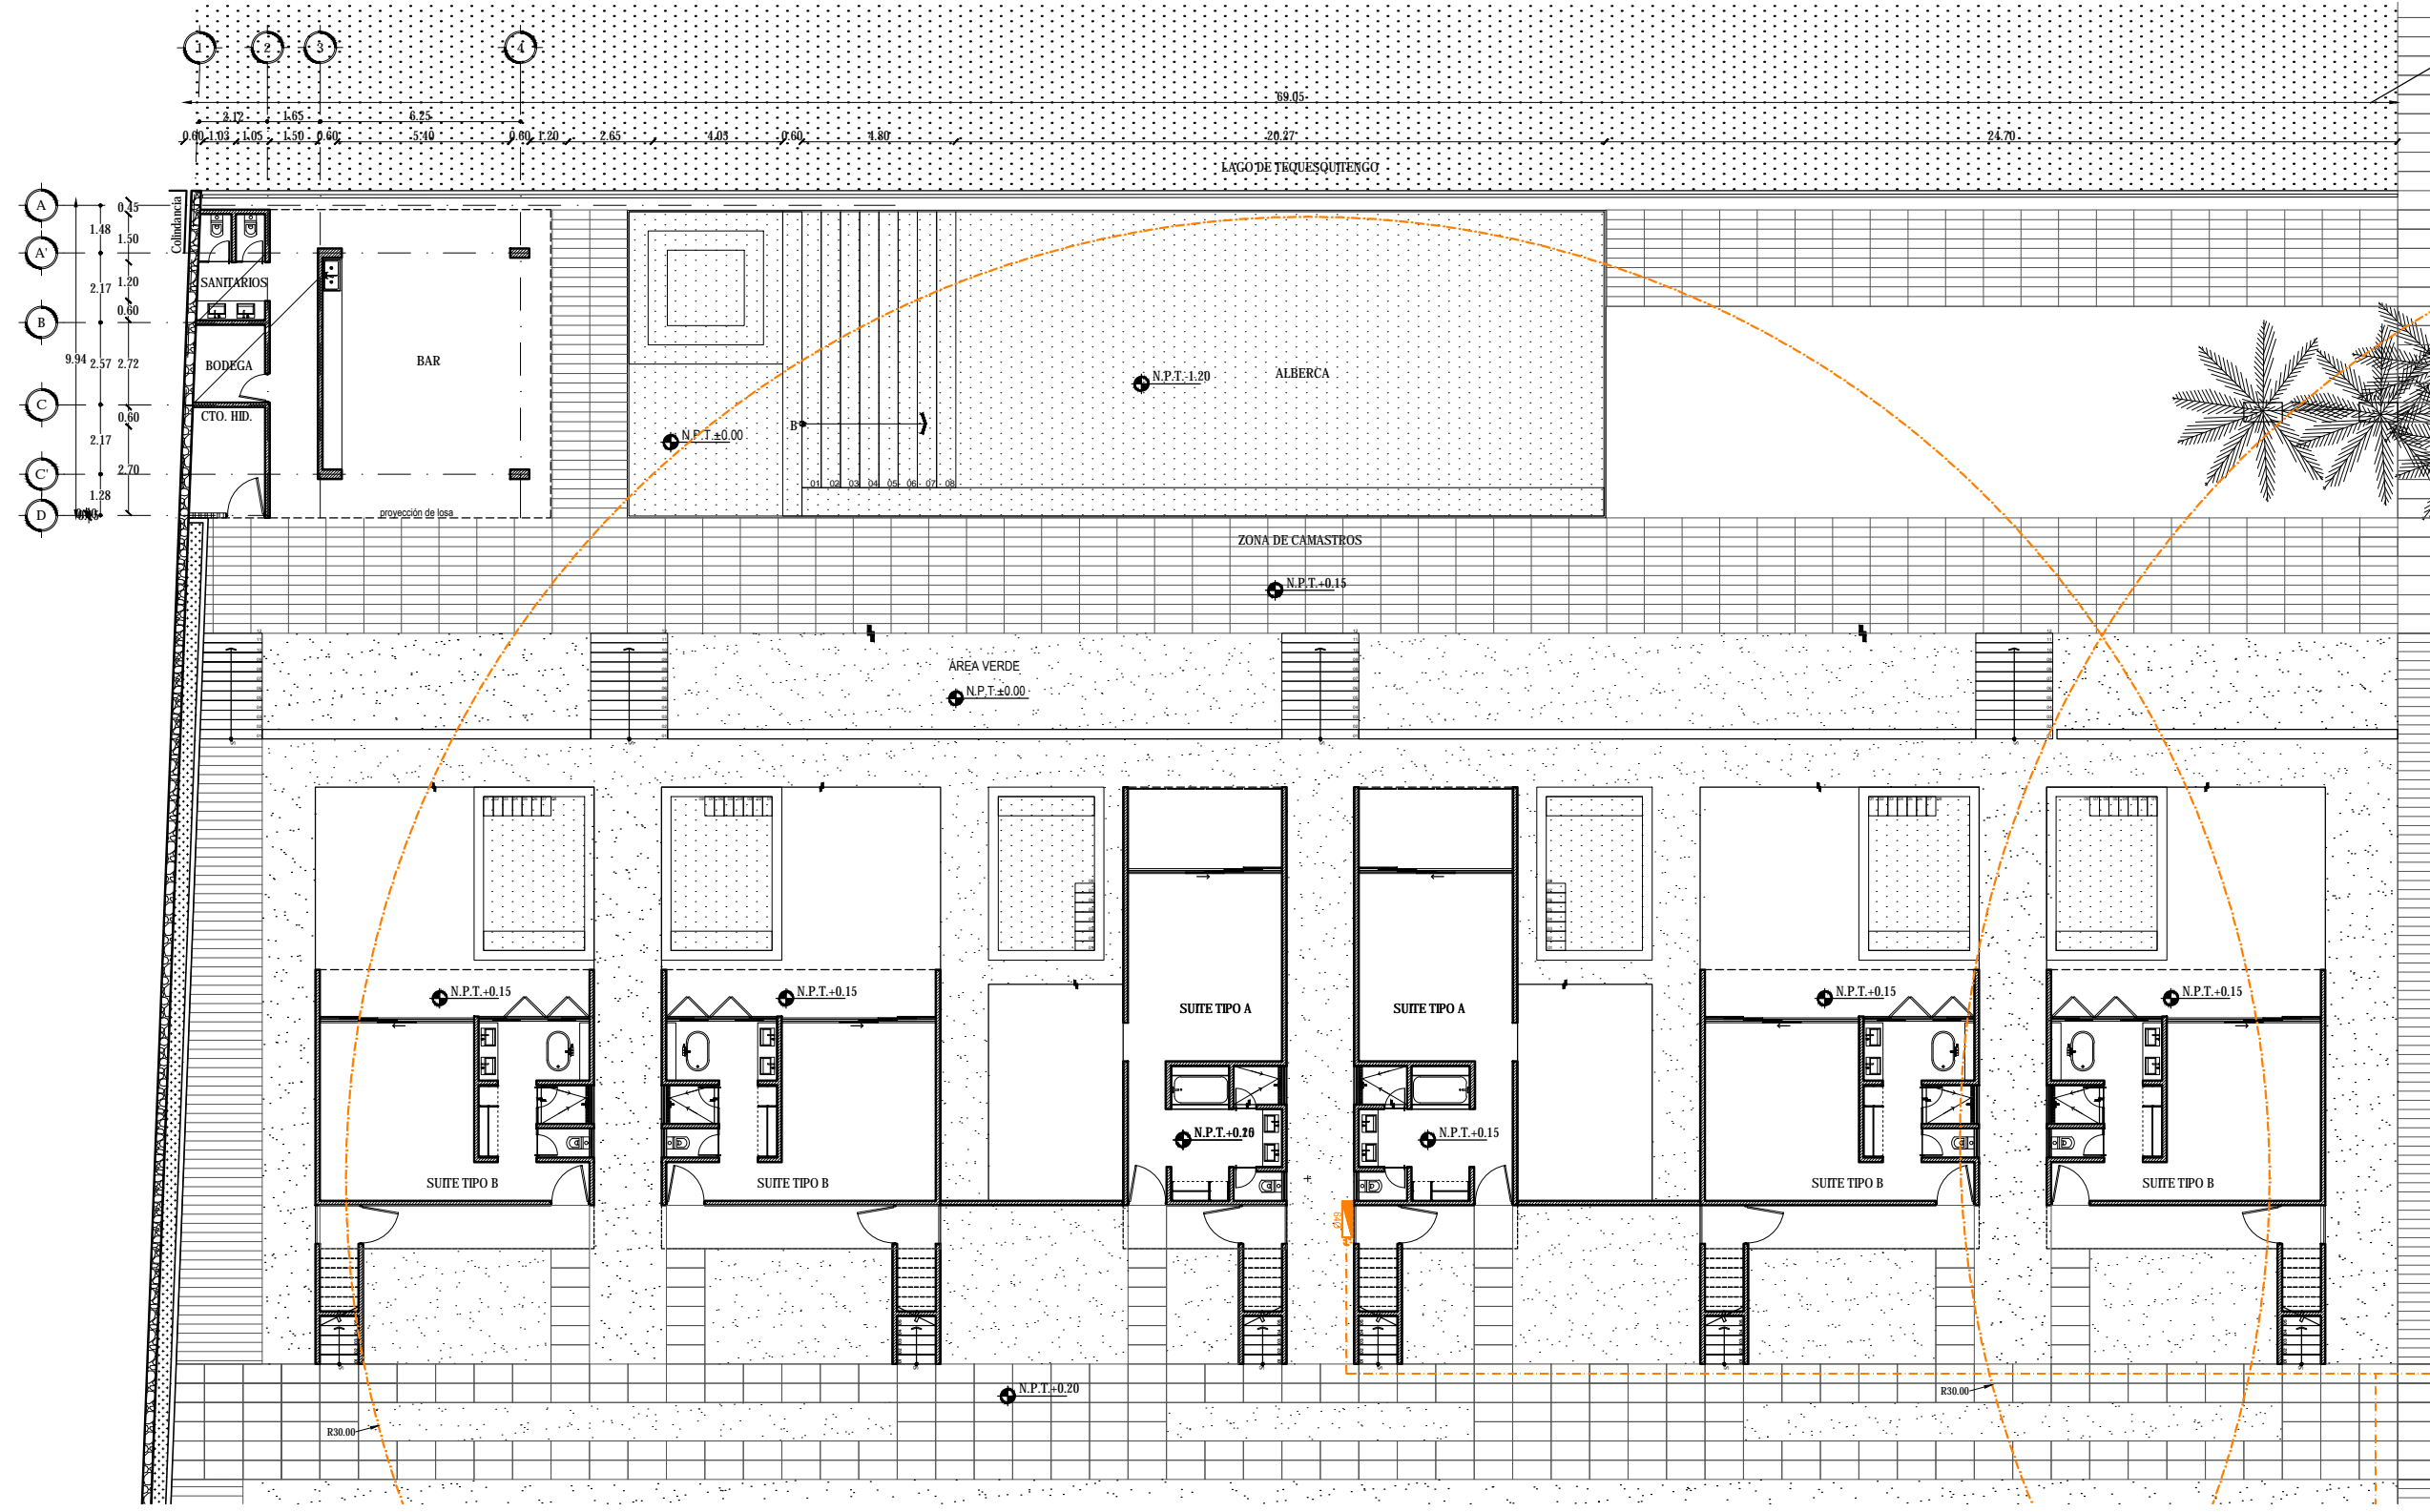 1 2 3 4
69.05
2.12 1.65 6.25
0.60 1.03 1.05 1.50 0.60 5.40 0.60 1.20 2.65 4.05 0.60 4.80 20.27 24.70
LAGO DE TEQUESQUITENGO
Colindancia
A
A'
B
C
C'
D
1.48
2.17
2.57
2.17
1.28
9.94
0.45
1.50
1.20
0.60
2.72
0.60
2.70
SANITARIOS
BODEGA
CTO. HID.
BAR
proyección de losa
N.P.T.±0.00
B
01 02 03 04 05 06 07 08
N.P.T.-1.20
ALBERCA
ZONA DE CAMASTROS
N.P.T.+0.15
ÁREA VERDE
N.P.T.±0.00
N.P.T.+0.15
N.P.T.+0.15
SUITE TIPO A
SUITE TIPO A
N.P.T.+0.15
N.P.T.+0.15
N.P.T.+0.15
SUITE TIPO B
SUITE TIPO B
SUITE TIPO B
SUITE TIPO B
N.P.T.+0.20
R30.00
R30.00